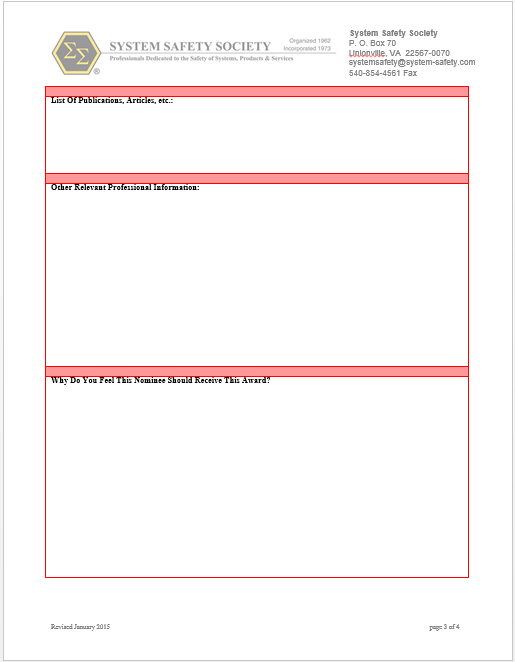 ΣΣ
®
SYSTEM SAFETY SOCIETY
Organized 1962
Incorporated 1973
Professionals Dedicated to the Safety of Systems, Products & Services
System Safety Society
P. O. Box 70
Unionville, VA 22567-0070
systemsafety@system-safety.com
540-854-4561 Fax
List Of Publications, Articles, etc.:
Other Relevant Professional Information:
Why Do You Feel This Nominee Should Receive This Award?
Revised January 2015
page 3 of 4